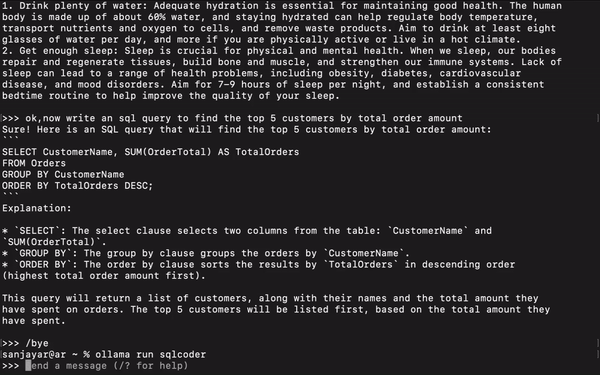 1. Drink plenty of water: Adequate hydration is essential for maintaining good health. The human
body is made up of about 60% water, and staying hydrated can help regulate body temperature,
transport nutrients and oxygen to cells, and remove waste products. Aim to drink at least eight
glasses of water per day, and more if you are physically active or live in a hot climate.
2. Get enough sleep: Sleep is crucial for physical and mental health. When we sleep, our bodies
repair and regenerate tissues, build bone and muscle, and strengthen our immune systems. Lack of
sleep can lead to a range of health problems, including obesity, diabetes, cardiovascular
disease, and mood disorders. Aim for 7-9 hours of sleep per night, and establish a consistent
bedtime routine to help improve the quality of your sleep.
>>> ok,now write an sql query to find the top 5 customers by total order amount
Sure! Here is an SQL query that will find the top 5 customers by total order amount:
```
SELECT CustomerName, SUM(OrderTotal) AS TotalOrders
FROM Orders
GROUP BY CustomerName
ORDER BY TotalOrders DESC;
```
Explanation:
* `SELECT`: The select clause selects two columns from the table: `CustomerName` and
`SUM(OrderTotal)`.
* `GROUP BY`: The group by clause groups the orders by `CustomerName`.
* `ORDER BY`: The order by clause sorts the results by `TotalOrders` in descending order
(highest total order amount first).
This query will return a list of customers, along with their names and the total amount they
have spent on orders. The top 5 customers will be listed first, based on the total amount they
have spent.
>>> /bye
sanjayar@ar ~ % ollama run sqlcoder
>>> Send a message (/? for help)